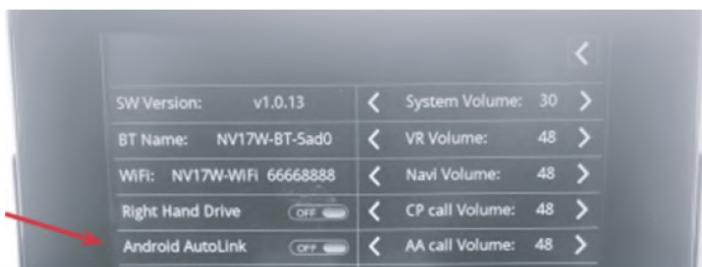 SW Version: v1.0.13 System Volume: 30
BT Name: NV17W-BT-5ad0 VR Volume: 48
WiFi: NV17W-WiFi 66668888 Navi Volume: 48
Right Hand Drive OFF CP call Volume: 48
Android AutoLink OFF AA call Volume: 48